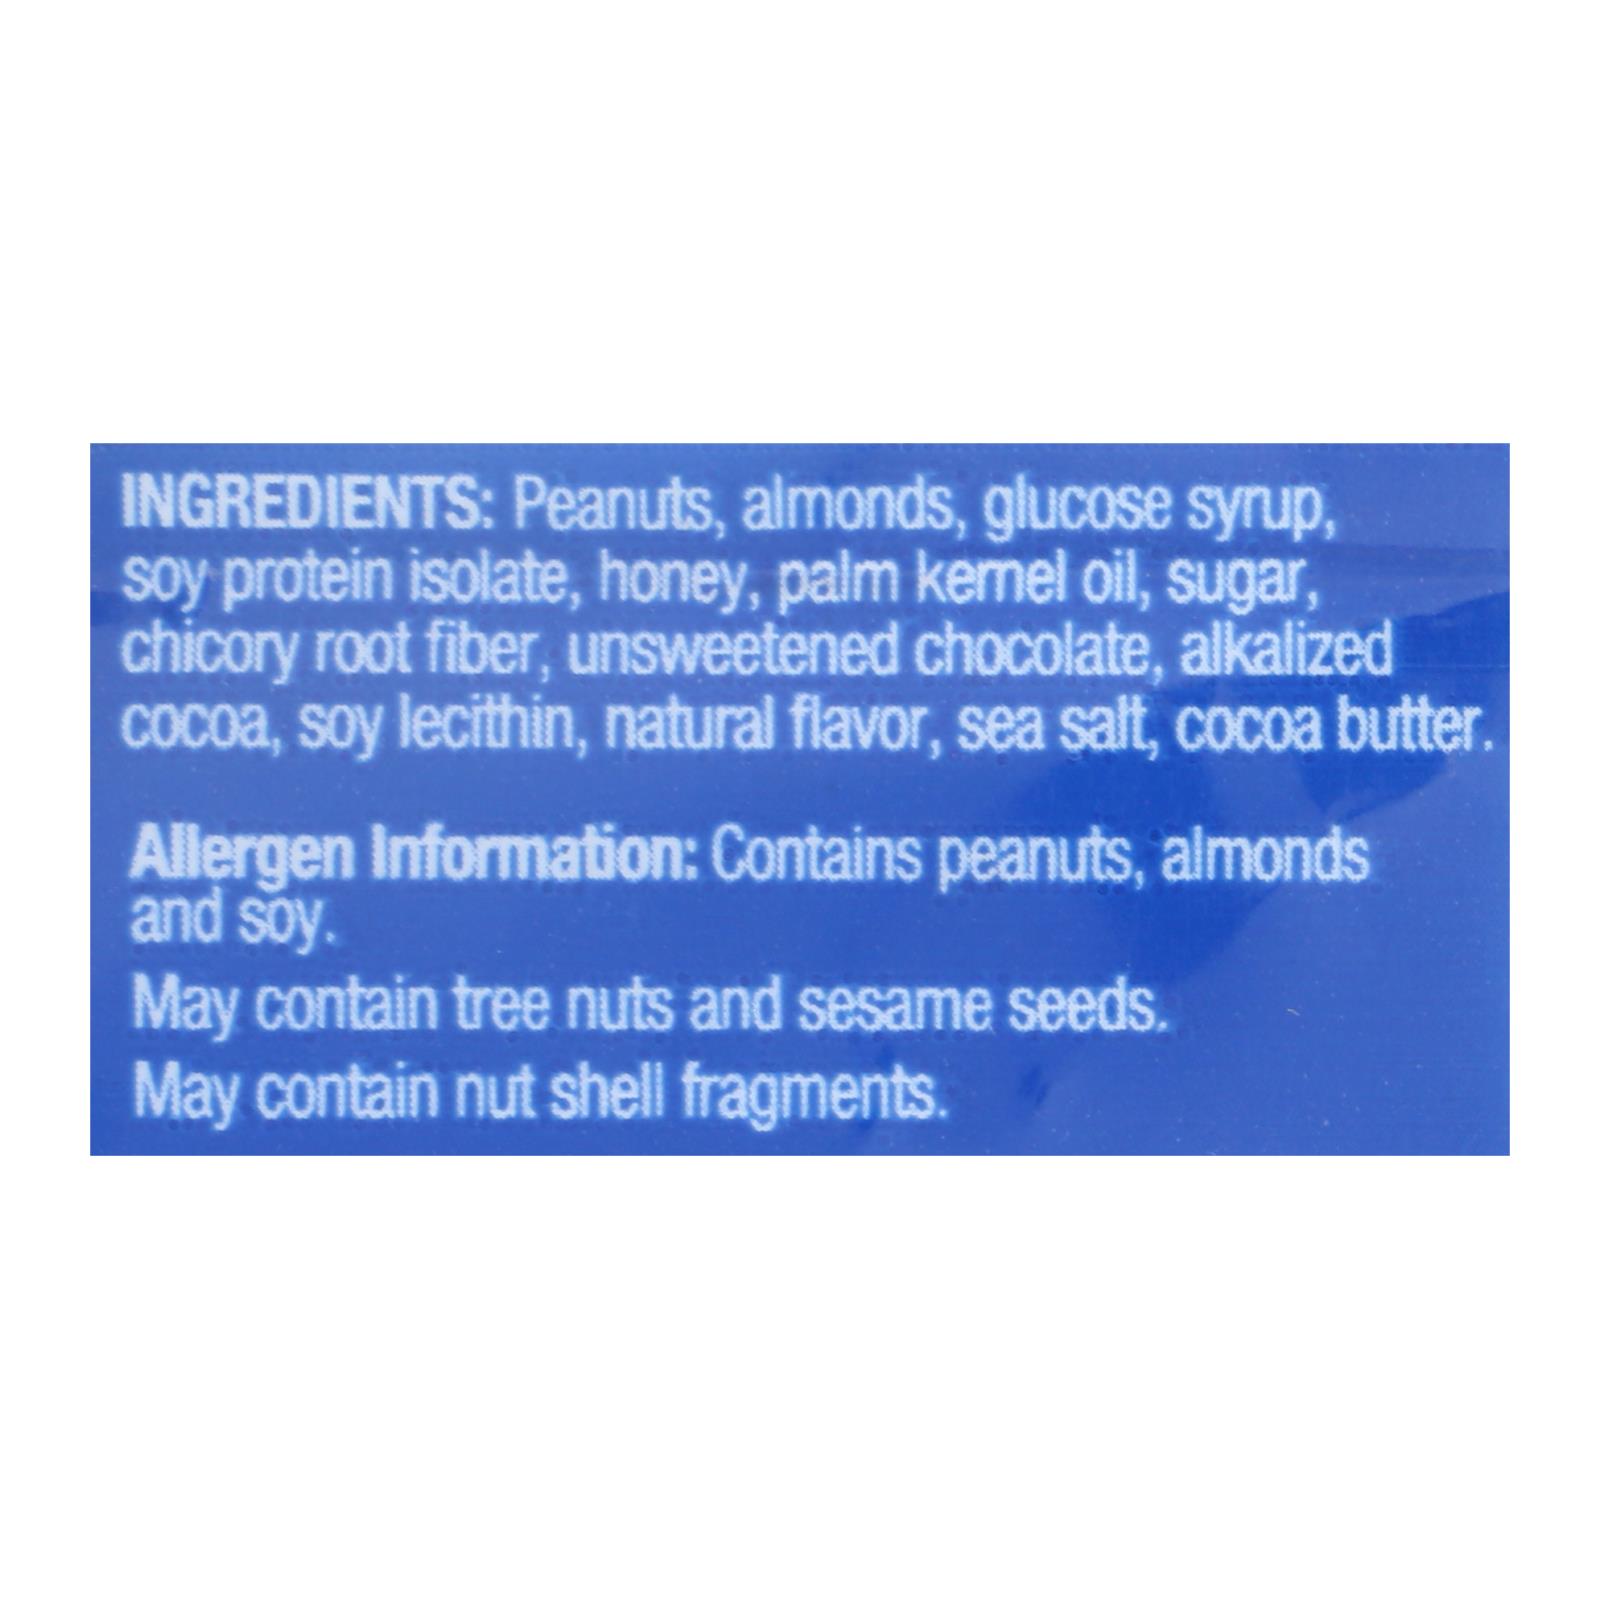 INGREDIENTS: Peanuts, almonds, glucose syrup,
soy protein isolate, honey, palm kernel oil, sugar,
chicory root fiber, unsweetened chocolate, alkalized
cocoa, soy lecithin, natural flavor, sea salt, cocoa butter.
Allergen Information: Contains peanuts, almonds
and soy.
May contain tree nuts and sesame seeds.
May contain nut shell fragments.